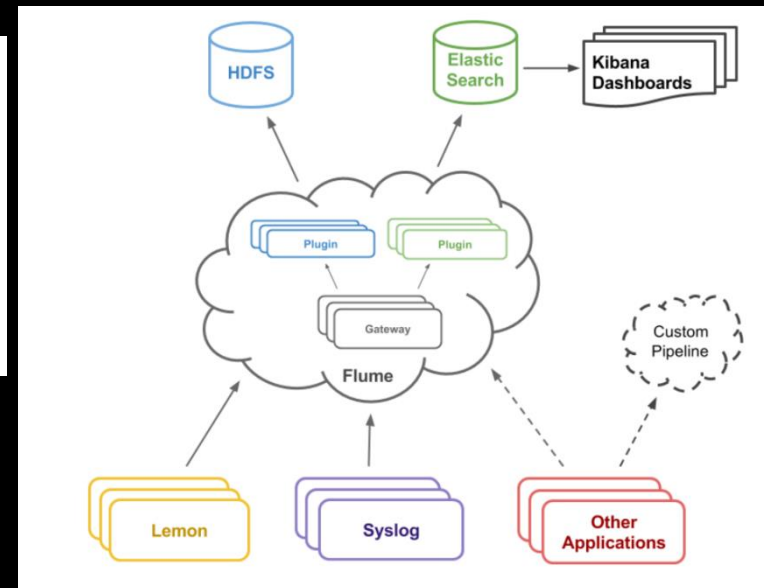 HDFS
Elastic
Search
Kibana
Dashboards
Plugin
Plugin
Gateway
Flume
Custom
Pipeline
Lemon
Syslog
Other
Applications